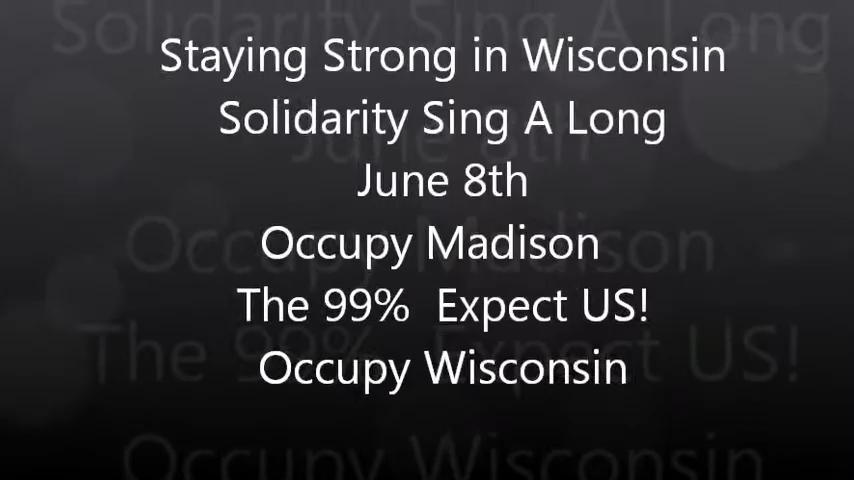 Staying Strong in Wisconsin
Solidarity Sing A Long
June 8th
Occupy Madison
The 99%  Expect US!
Occupy Wisconsin